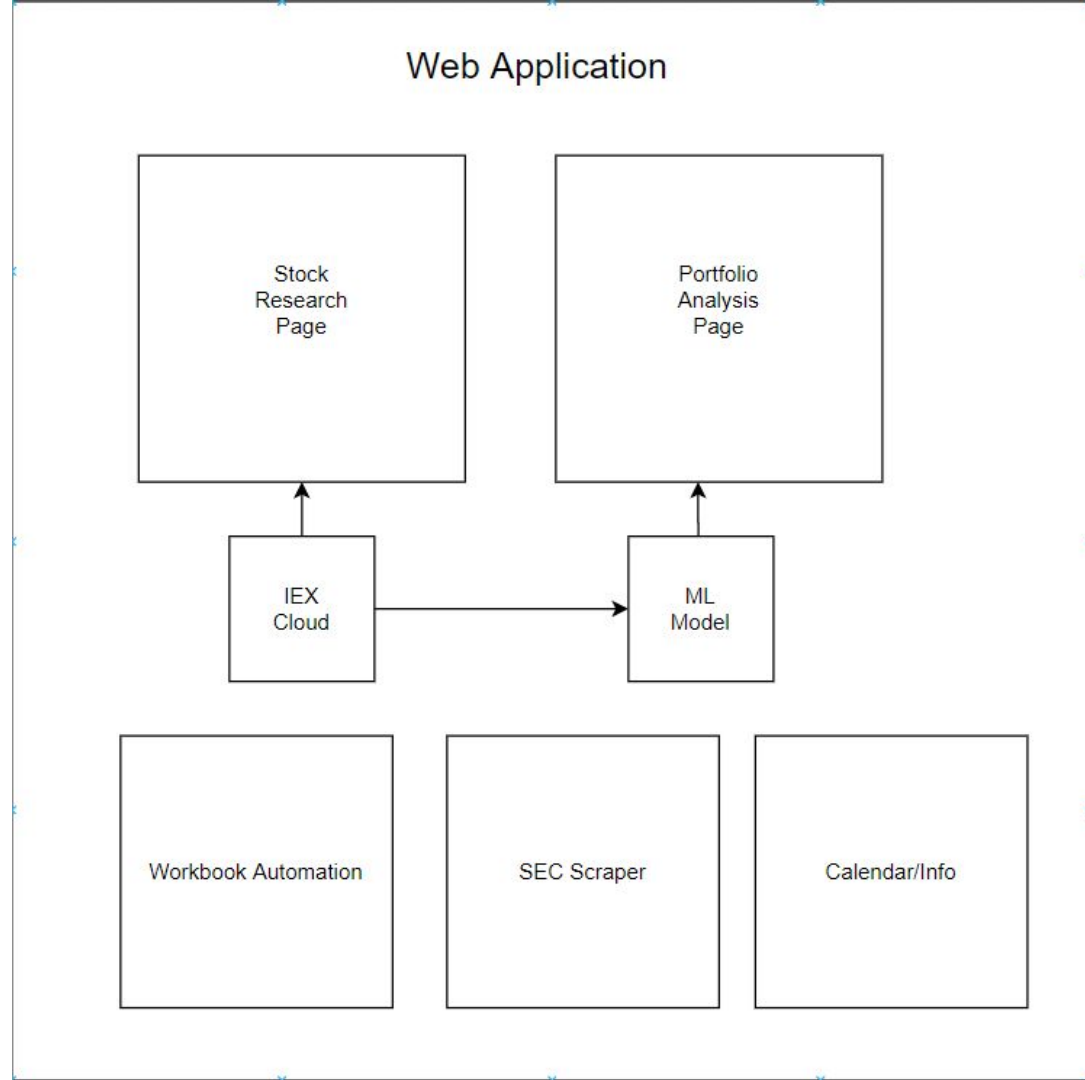 Web Application
Stock
Research
Page
Portfolio
Analysis
Page
IEX
Cloud
ML
Model
Workbook Automation
SEC Scraper
Calendar/Info